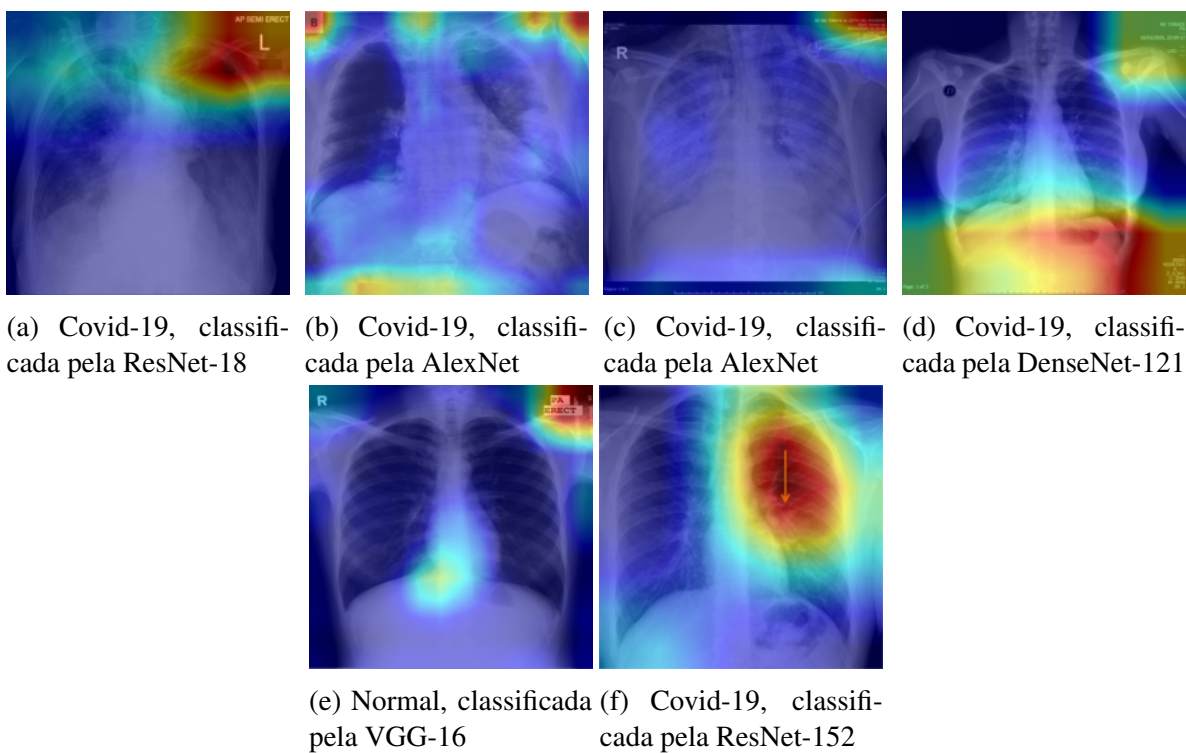 AP SEMI ERECT
L
B
R
(a) Covid-19, classifi-
cada pela ResNet-18
(b) Covid-19, classifi-
cada pela AlexNet
(c) Covid-19, classifi-
cada pela AlexNet
(d) Covid-19, classifi-
cada pela DenseNet-121
R
PA
ERECT
(e) Normal, classificada
pela VGG-16
(f) Covid-19, classifi-
cada pela ResNet-152